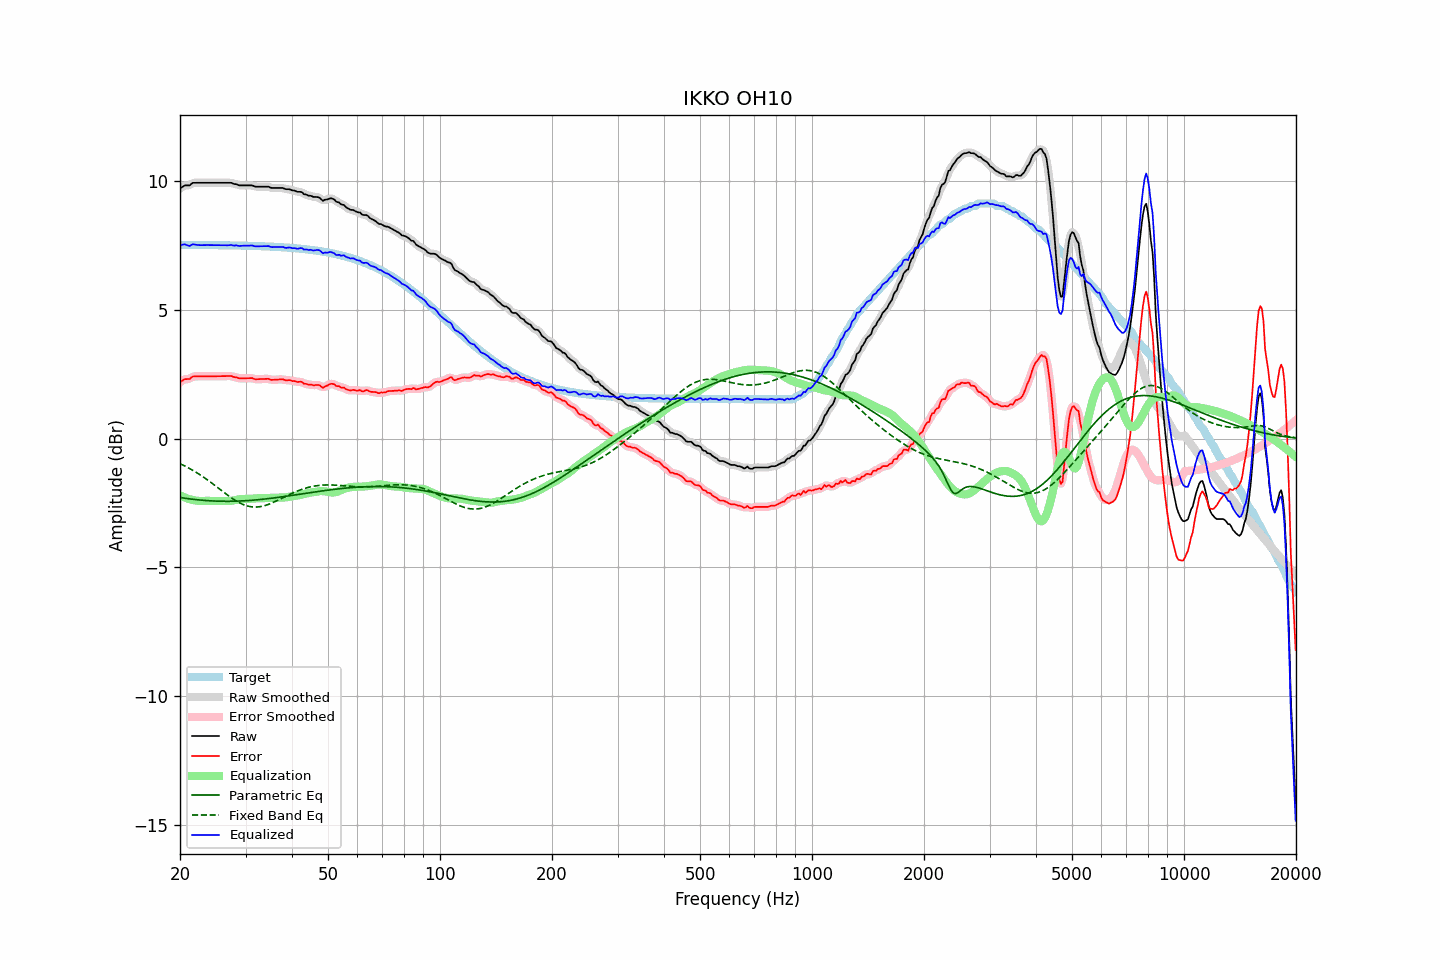 IKKO OH10
Amplitude (dBr)
10
5
0
−5
−10
−15
Target
Raw Smoothed
Error Smoothed
Raw
Error
Equalization
Parametric Eq
Fixed Band Eq
Equalized
20 50 100 200 500 1000 2000 5000 10000 20000
Frequency (Hz)